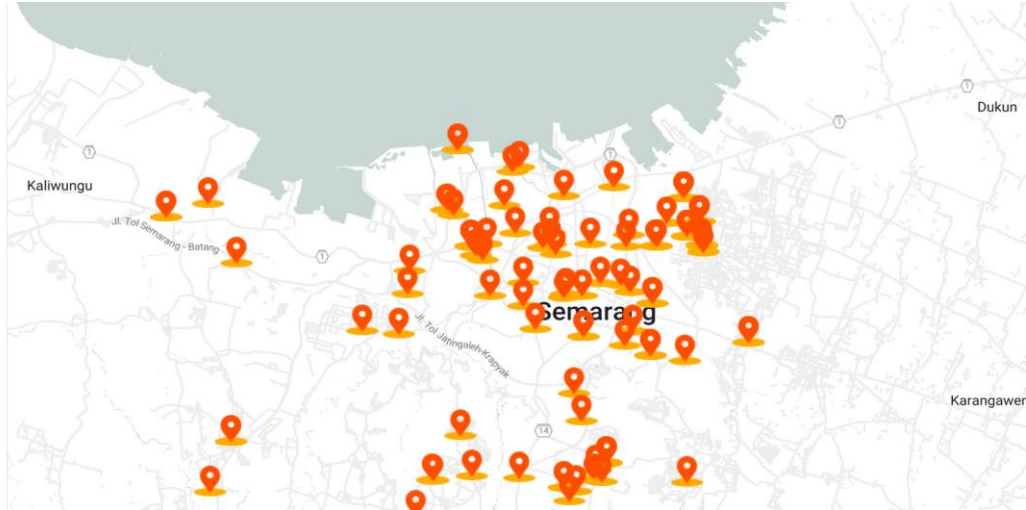 1
Dukun
1
1
1
Kaliwungu
Jl. Tol Semarang - Batang
1
Semarang
Jl. Tol Jatingaleh-Krapyak
Karangawen
14